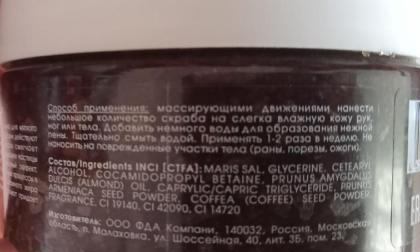 Способ применения: массирующими движениями нанести
небольшое количество скраба на слегка влажную кожу рук,
ног или тела. Добавить немного воды для образования нежной
пены. Тщательно смыть водой. Применять 1-2 раза в неделю. Не
наносить на поврежденные участки тела (раны, порезы, ожоги).
Состав/Ingredients INCI [CTFA]: MARIS SAL, GLYCERINE, CETEARYL
ALCOHOL, COCAMIDOPROPYL BETAINE, PRUNUS AMYGDALUS
DULCIS (ALMOND) OIL, CAPRYLIC/CAPRIC TRIGLYCERIDE, PRUNUS
ARMENIACA SEED POWDER, COFFEA (COFFEE) SEED POWDER,
FRAGRANCE, CI 19140, CI 42090, CI 14720
Изготовитель: ООО ФДА Компани, 140032, Россия, Московская
область, п. Малаховка, ул. Шоссейная, 40, лит. 3Б, пом. 23.